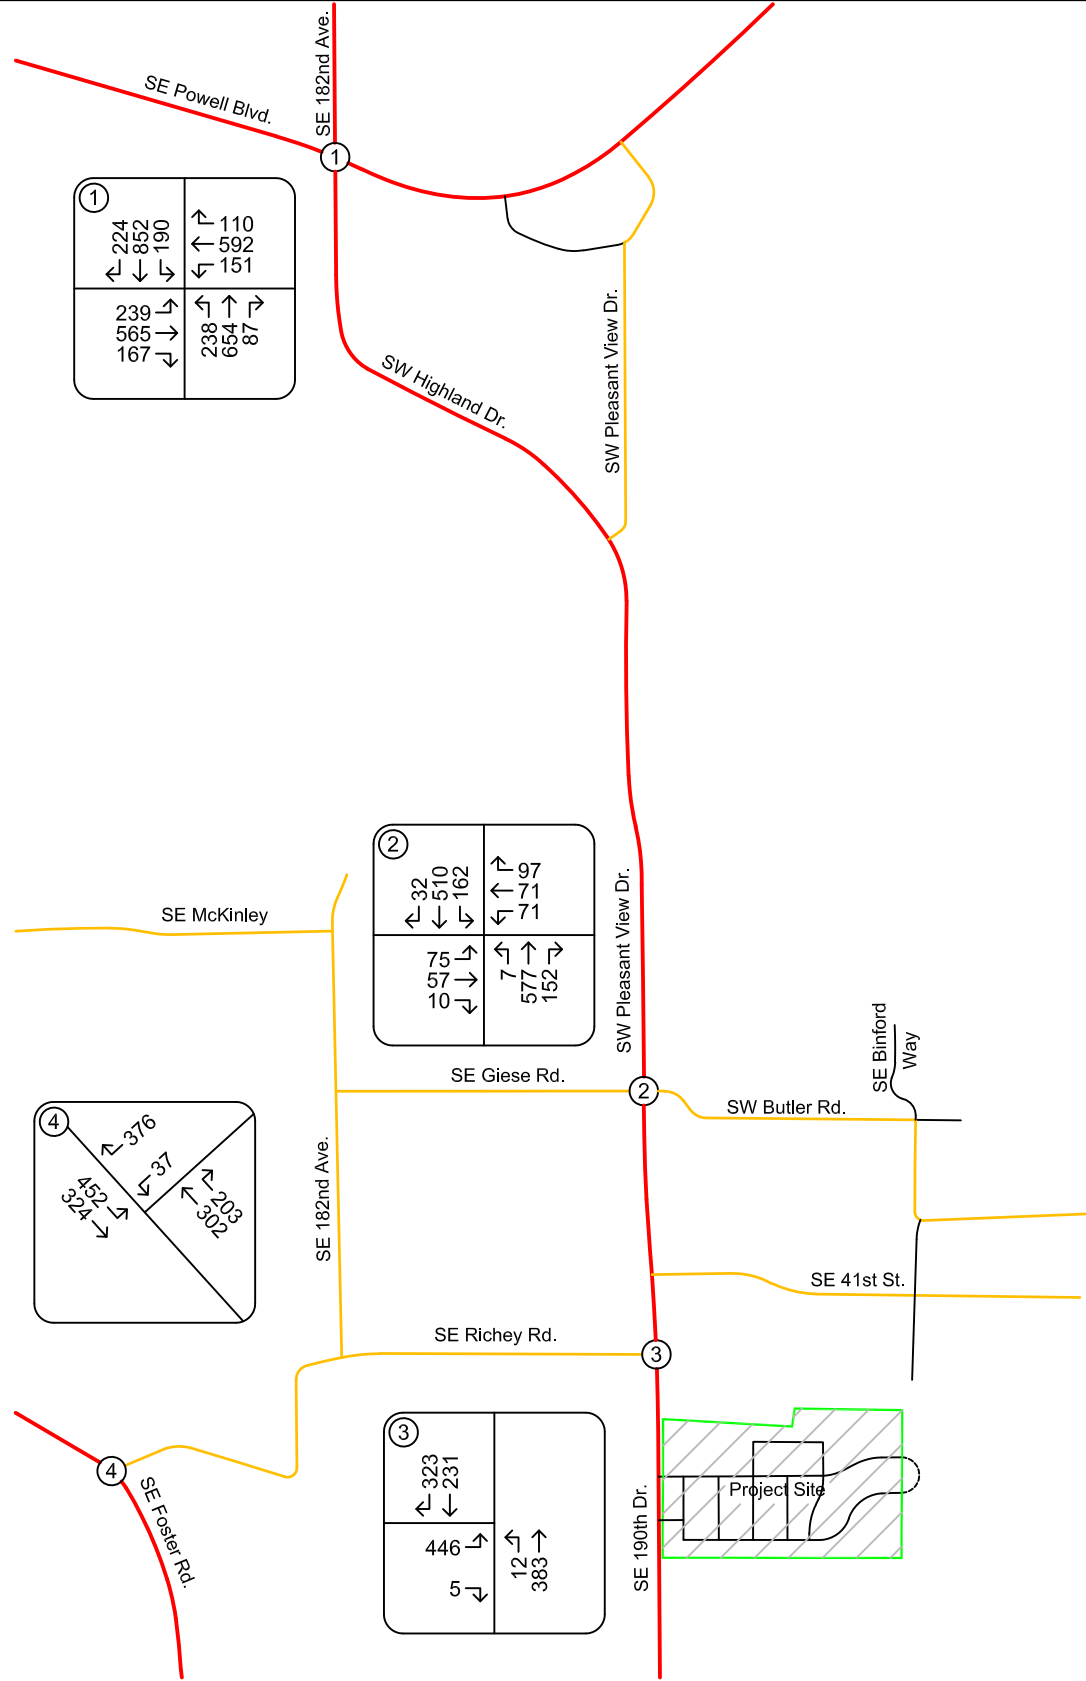 SE 182nd Ave.
SE Powell Blvd.
1
1
224
852
190
110
592
151
239
565
167
238
654
87
SW Highland Dr.
SW Pleasant View Dr.
2
32
510
162
97
71
71
75
57
10
7
577
152
SE McKinley
SW Pleasant View Dr.
SE Binford
Way
SE Giese Rd.
2
SW Butler Rd.
4
376
37
452
324
203
302
SE 182nd Ave.
SE 41st St.
SE Richey Rd.
3
3
323
231
446
5
12
383
4
SE Foster Rd.
SE 190th Dr.
Project Site